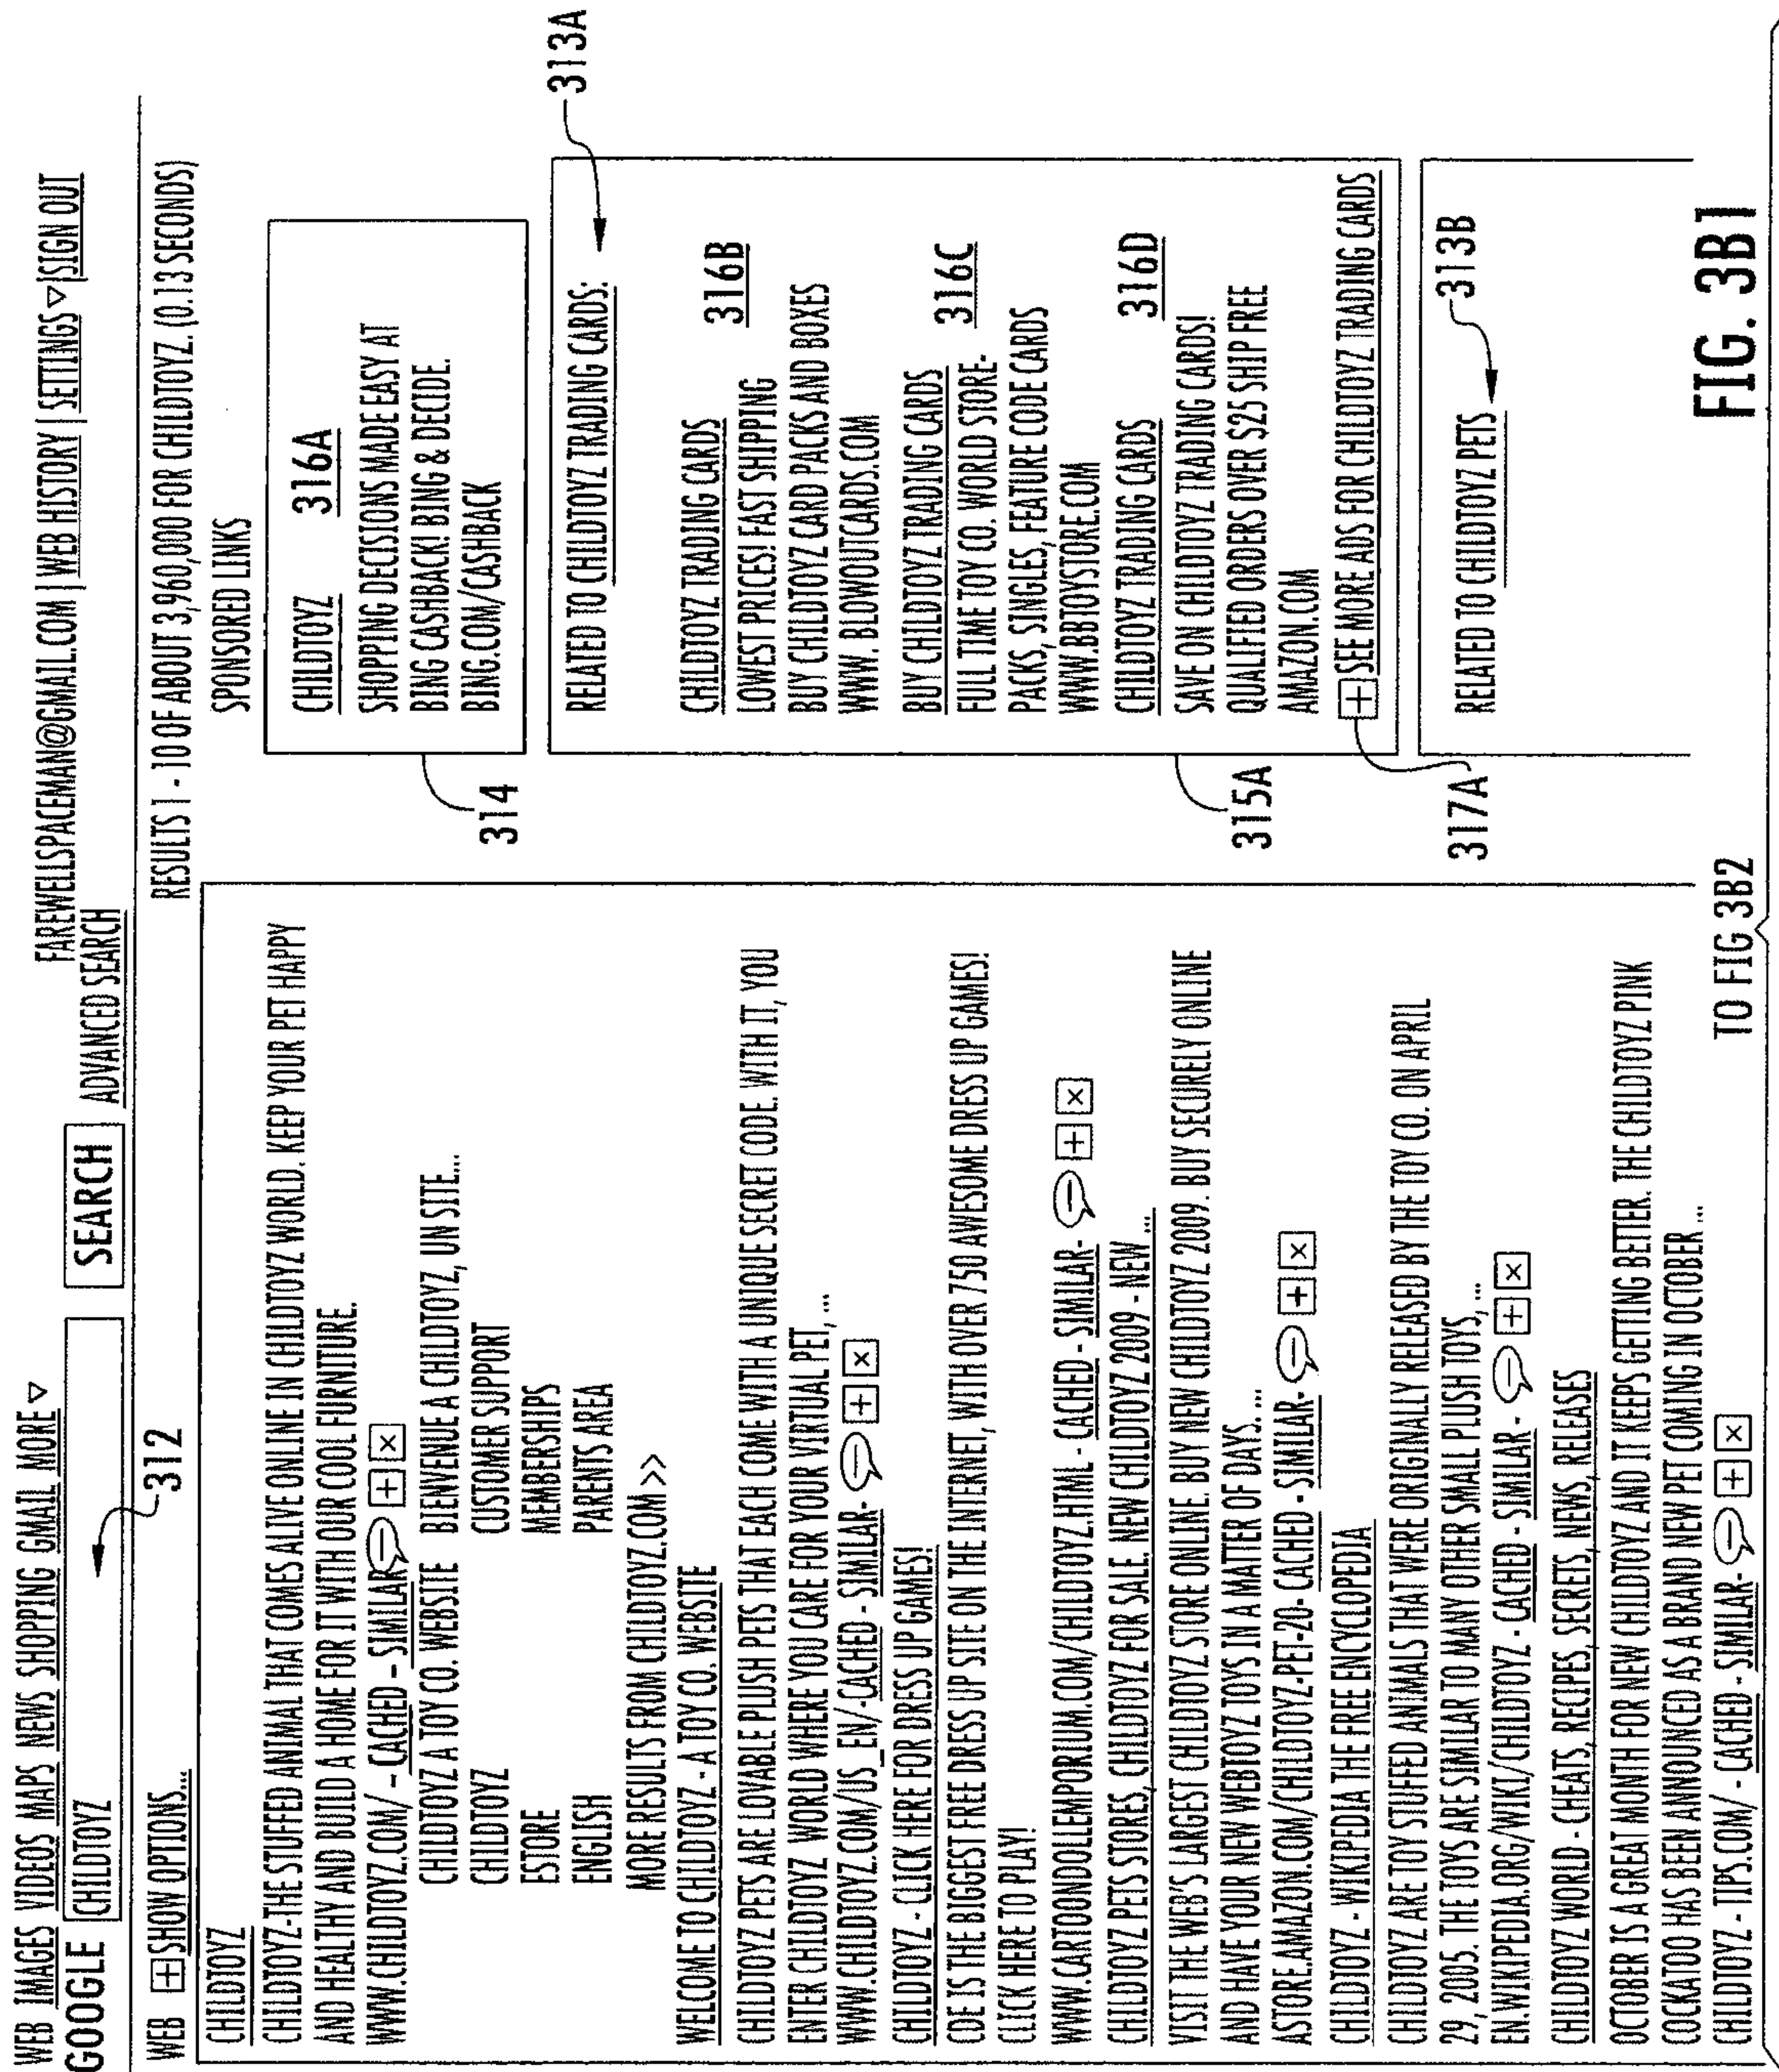 WEB IMAGES VIDEOS MAPS NEWS SHOPPING GMAIL MORE▽
FAREWELLSPACEMAN@GMAIL.COM | WEB HISTORY | SETTINGS▽|SIGN OUT
GOOGLE
CHILDTOYZ
SEARCH
ADVANCED SEARCH
312
WEB + SHOW OPTIONS...
RESULTS 1 - 10 OF ABOUT 3,960,000 FOR CHILDTOYZ. (0.13 SECONDS)
CHILDTOYZ
CHILDTOYZ-THE STUFFED ANIMAL THAT COMES ALIVE ONLINE IN CHILDTOYZ WORLD. KEEP YOUR PET HAPPY
AND HEALTHY AND BUILD A HOME FOR IT WITH OUR COOL FURNITURE.
WWW.CHILDTOYZ.COM/ - CACHED - SIMILAR - + ×
CHILDTOYZ A TOY CO. WEBSITE BIENVENUE A CHILDTOYZ, UN SITE...
CHILDTOYZ CUSTOMER SUPPORT
ESTORE MEMBERSHIPS
ENGLISH PARENTS AREA
MORE RESULTS FROM CHILDTOYZ.COM >>
WELCOME TO CHILDTOYZ - A TOY CO. WEBSITE
CHILDTOYZ PETS ARE LOVABLE PLUSH PETS THAT EACH COME WITH A UNIQUE SECRET CODE. WITH IT, YOU
ENTER CHILDTOYZ WORLD WHERE YOU CARE FOR YOUR VIRTUAL PET, ...
WWW.CHILDTOYZ.COM/US_EN/-CACHED - SIMILAR- - + ×
CHILDTOYZ - CLICK HERE FOR DRESS UP GAMES!
CDE IS THE BIGGEST FREE DRESS UP SITE ON THE INTERNET, WITH OVER 750 AWESOME DRESS UP GAMES!
CLICK HERE TO PLAY!
WWW.CARTOONDOLLEMPORIUM.COM/CHILDTOYZ.HTML - CACHED - SIMILAR- - + ×
CHILDTOYZ PETS STORES, CHILDTOYZ FOR SALE. NEW CHILDTOYZ 2009 - NEW ...
VISIT THE WEB'S LARGEST CHILDTOYZ STORE ONLINE. BUY NEW CHILDTOYZ 2009. BUY SECURELY ONLINE
AND HAVE YOUR NEW WEBTOYZ TOYS IN A MATTER OF DAYS. ...
ASTORE.AMAZON.COM/CHILDTOYZ-PET-20- CACHED - SIMILAR- - + ×
CHILDTOYZ - WIKIPEDIA THE FREE ENCYCLOPEDIA
CHILDTOYZ ARE TOY STUFFED ANIMALS THAT WERE ORIGINALLY RELEASED BY THE TOY CO. ON APRIL
29, 2005. THE TOYS ARE SIMILAR TO MANY OTHER SMALL PLUSH TOYS, ...
EN.WIKIPEDIA.ORG/WIKI/CHILDTOYZ - CACHED - SIMILAR - - + ×
CHILDTOYZ WORLD - CHEATS, RECIPES, SECRETS, NEWS, RELEASES
OCTOBER IS A GREAT MONTH FOR NEW CHILDTOYZ AND IT KEEPS GETTING BETTER. THE CHILDTOYZ PINK
COCKATOO HAS BEEN ANNOUNCED AS A BRAND NEW PET COMING IN OCTOBER ...
CHILDTOYZ - TIPS.COM/ - CACHED - SIMILAR- - + ×
SPONSORED LINKS
CHILDTOYZ 316A
SHOPPING DECISIONS MADE EASY AT
BING CASHBACK! BING & DECIDE.
BING.COM/CASHBACK
314
RELATED TO CHILDTOYZ TRADING CARDS:
313A
CHILDTOYZ TRADING CARDS 316B
LOWEST PRICES! FAST SHIPPING
BUY CHILDTOYZ CARD PACKS AND BOXES
WWW. BLOWOUTCARDS.COM
BUY CHILDTOYZ TRADING CARDS 316C
FULL TIME TOY CO. WORLD STORE-
PACKS, SINGLES, FEATURE CODE CARDS
WWW.BBTOYSTORE.COM
CHILDTOYZ TRADING CARDS 316D
SAVE ON CHILDTOYZ TRADING CARDS!
QUALIFIED ORDERS OVER $25 SHIP FREE
AMAZON.COM
+ SEE MORE ADS FOR CHILDTOYZ TRADING CARDS
315A
317A
RELATED TO CHILDTOYZ PETS
313B
TO FIG 3B2
FIG. 3B1